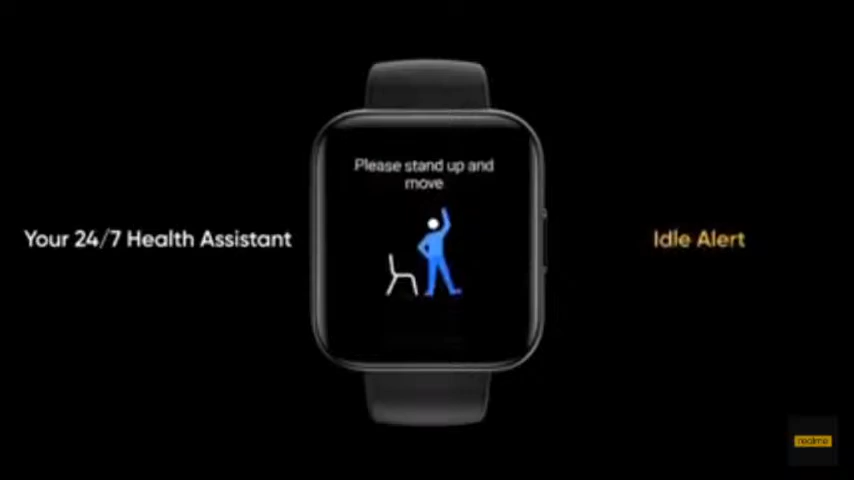 Please stand up and
move
Your 24/7 Health Assistant
Idle Alert
realme